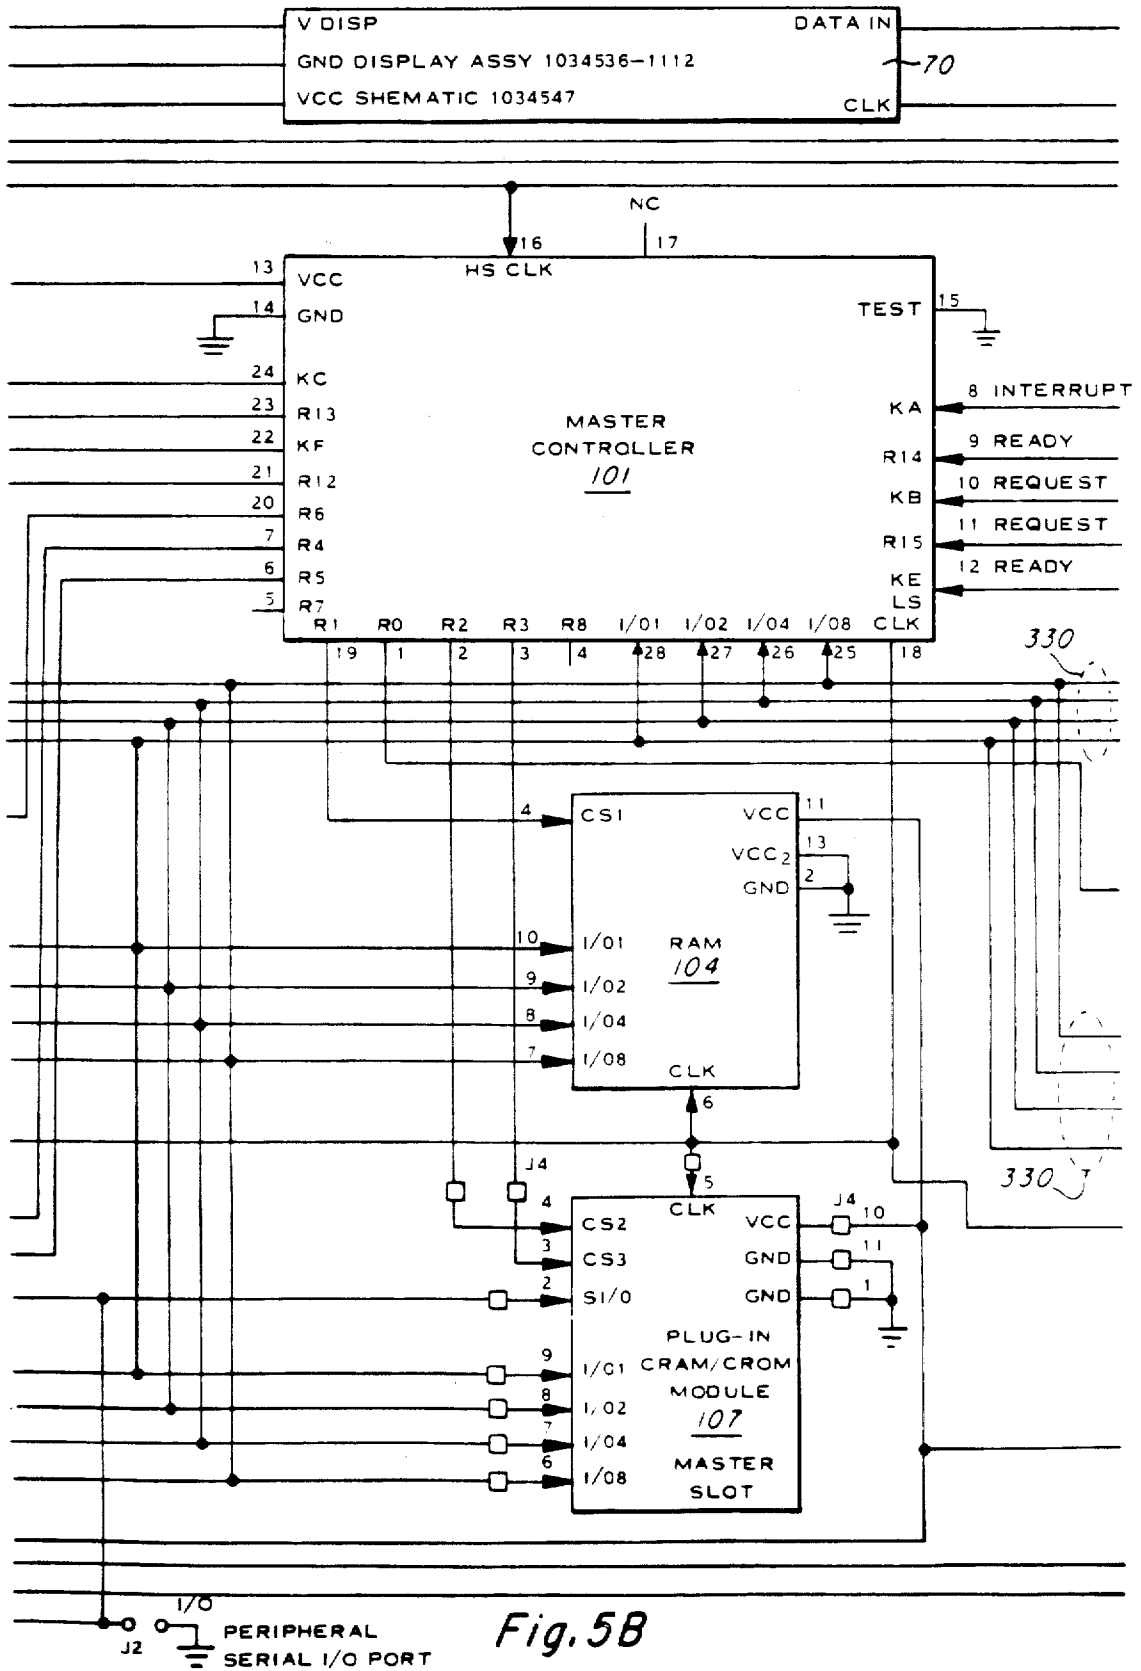 V DISP DATA IN
GND DISPLAY ASSY 1034536-1112 70
VCC SHEMATIC 1034547 CLK
NC
16 17
HS CLK
13 VCC
14 GND TEST 15
24 KC
23 R13 KA 8 INTERRUPT
22 KF MASTER
CONTROLLER R14 9 READY
21 R12 101
20 R6 KB 10 REQUEST
7 R4 R15 11 REQUEST
6 R5 KE 12 READY
5 R7 LS
R1 R0 R2 R3 R8 I/01 I/02 I/04 I/08 CLK
19 1 2 3 4 28 27 26 25 18
330
4 CS1 VCC 11
VCC2 13
GND 2
10 I/01 RAM
104
9 I/02
8 I/04
7 I/08
CLK
6
J4
5
330
CLK
4 CS2 VCC J4 10
3 CS3 GND 11
2 SI/0 GND 1
PLUG-IN
9 I/01 CRAM/CROM
8 I/02 MODULE
107
7 I/04
6 I/08 MASTER
SLOT
I/O
J2 PERIPHERAL
SERIAL I/O PORT
Fig. 5B